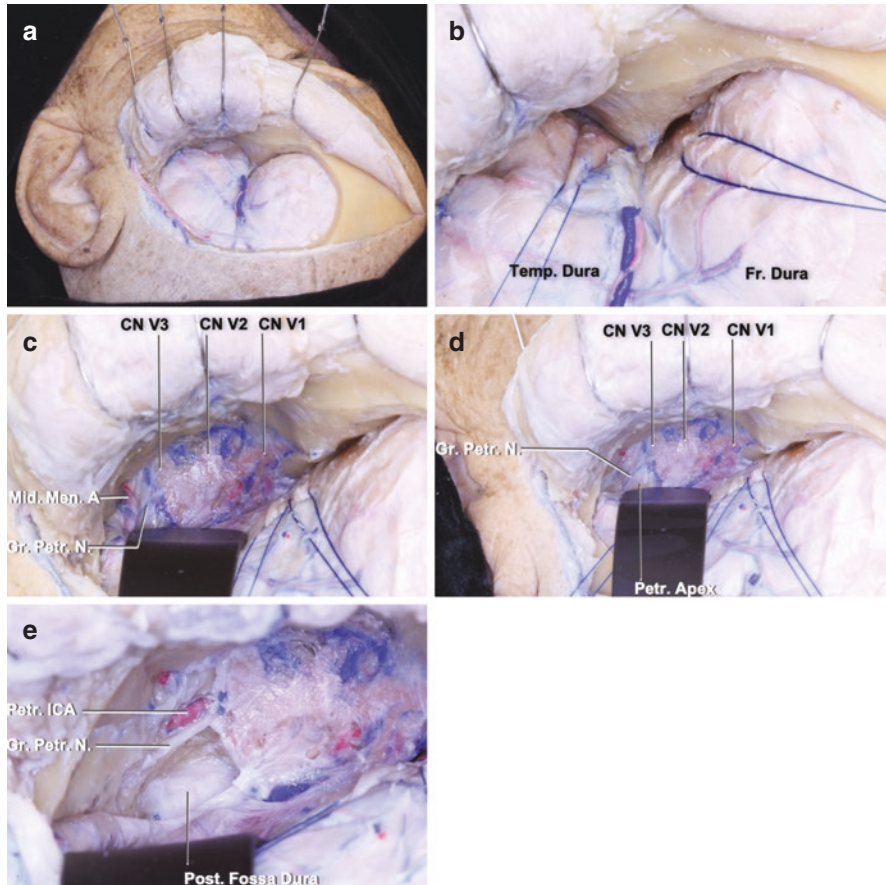 a
b
Temp. Dura
Fr. Dura
c
CN V3 CN V2 CN V1
Mid. Men. A
Gr. Petr. N.
d
CN V3 CN V2 CN V1
Gr. Petr. N.
Petr. Apex
e
Petr. ICA
Gr. Petr. N.
Post. Fossa Dura